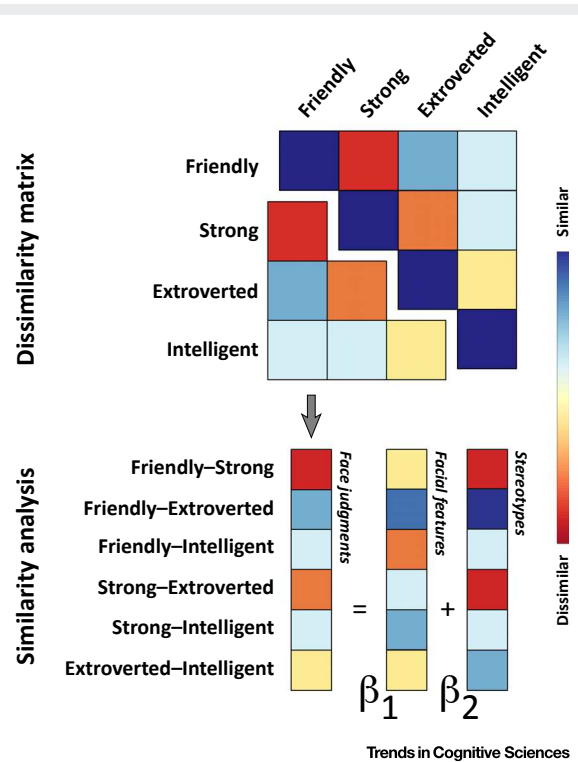 Friendly
Strong
Extroverted
Intelligent
Dissimilarity matrix
Friendly
Strong
Extroverted
Intelligent
Similar
Dissimilar
Similarity analysis
Friendly–Strong
Friendly–Extroverted
Friendly–Intelligent
Strong–Extroverted
Strong–Intelligent
Extroverted–Intelligent
Face judgments
=
β1
Facial features
+
β2
Stereotypes
Trends in Cognitive Sciences